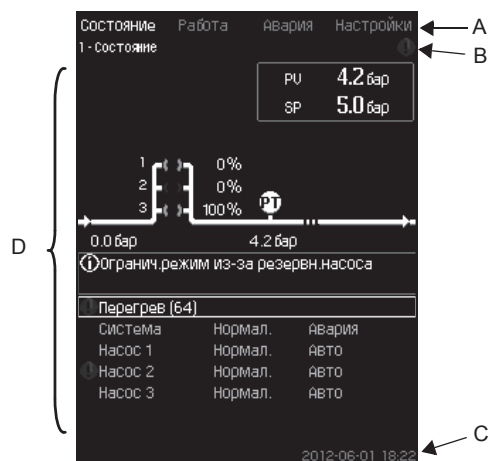 Состояние Работа Авария Настройки A
1 - Состояние B
PV 4.2 бар
SP 5.0 бар
1 0%
2 0%
3 100% PT
D
0.0 бар 4.2 бар
Огранич.режим из-за резервн.насоса
Перегрев (64)
Система Нормал. Авария
Насос 1 Нормал. Авто
Насос 2 Нормал. Авто
Насос 3 Нормал. Авто
2012-06-01 18:22 C